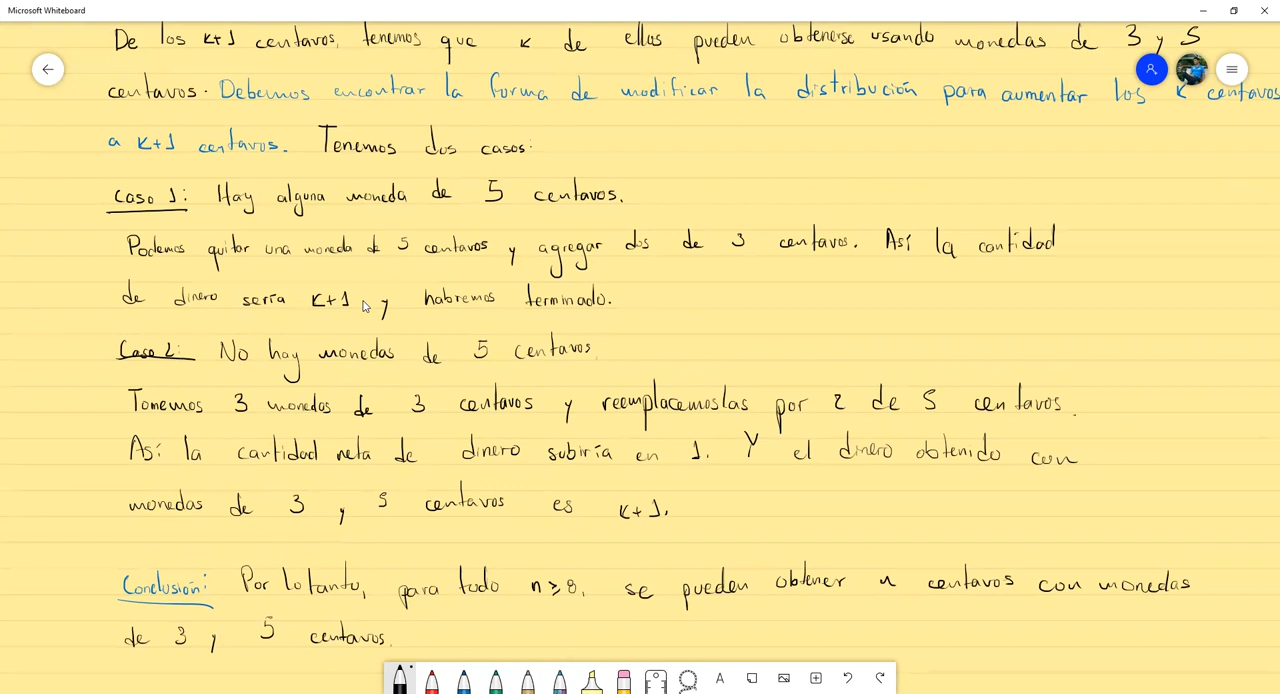 Microsoft Whiteboard
De los k+1 centavos, tenemos que k de ellos pueden obtenerse usando monedas de 3 y 5
centavos. Debemos encontrar la forma de modificar la distribución para aumentar los k centavos
a k+1 centavos. Tenemos dos casos:
Caso 1: Hay alguna moneda de 5 centavos.
Podemos quitar una moneda de 5 centavos y agregar dos de 3 centavos. Así la cantidad
de dinero sería k+1 y habremos terminado.
Caso 2: No hay monedas de 5 centavos.
Tomemos 3 monedas de 3 centavos y reemplacemoslas por 2 de 5 centavos.
Así la cantidad neta de dinero subiría en 1. Y el dinero obtenido con
monedas de 3 y 5 centavos es k+1.
Conclusión: Por lo tanto, para todo n≥8, se pueden obtener n centavos con monedas
de 3 y 5 centavos.